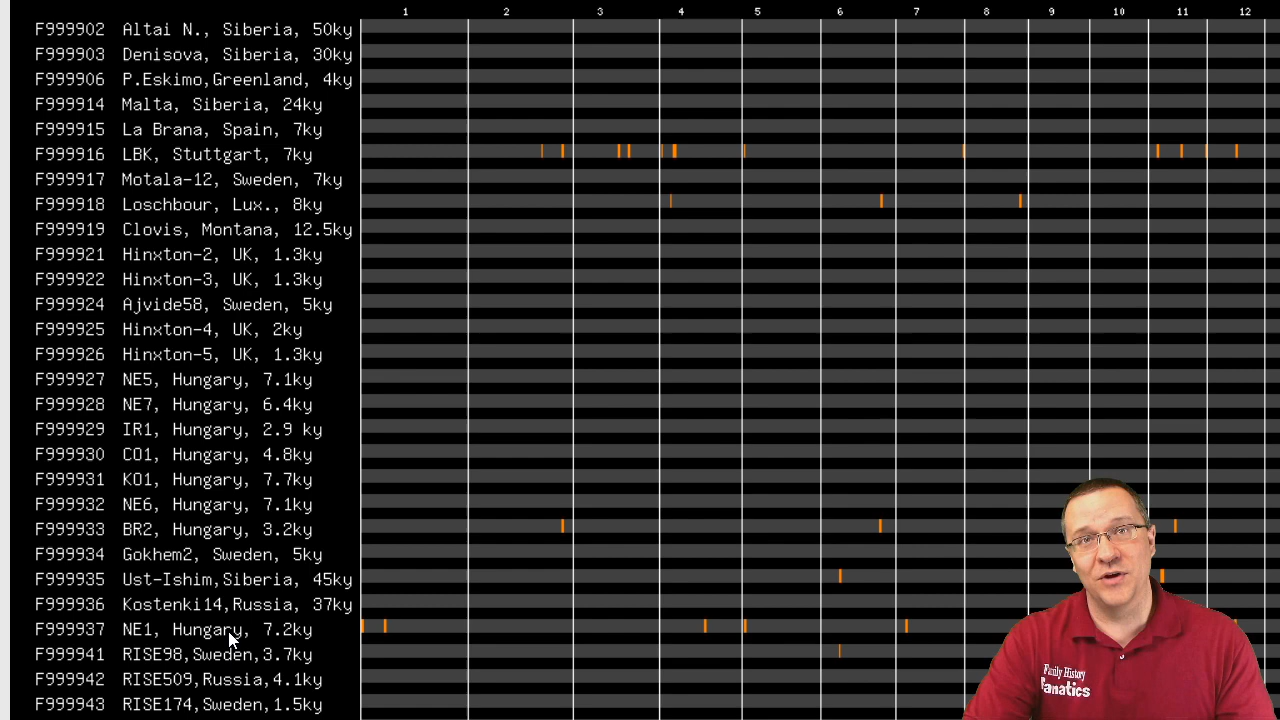 1 2 3 4 5 6 7 8 9 10 11 12
F999902 Altai N., Siberia, 50ky
F999903 Denisova, Siberia, 30ky
F999906 P.Eskimo,Greenland, 4ky
F999914 Malta, Siberia, 24ky
F999915 La Brana, Spain, 7ky
F999916 LBK, Stuttgart, 7ky
F999917 Motala-12, Sweden, 7ky
F999918 Loschbour, Lux., 8ky
F999919 Clovis, Montana, 12.5ky
F999921 Hinxton-2, UK, 1.3ky
F999922 Hinxton-3, UK, 1.3ky
F999924 Ajvide58, Sweden, 5ky
F999925 Hinxton-4, UK, 2ky
F999926 Hinxton-5, UK, 1.3ky
F999927 NE5, Hungary, 7.1ky
F999928 NE7, Hungary, 6.4ky
F999929 IR1, Hungary, 2.9 ky
F999930 CO1, Hungary, 4.8ky
F999931 KO1, Hungary, 7.7ky
F999932 NE6, Hungary, 7.1ky
F999933 BR2, Hungary, 3.2ky
F999934 Gokhem2, Sweden, 5ky
F999935 Ust-Ishim,Siberia, 45ky
F999936 Kostenki14,Russia, 37ky
F999937 NE1, Hungary, 7.2ky
F999941 RISE98,Sweden,3.7ky
F999942 RISE509,Russia,4.1ky
F999943 RISE174,Sweden,1.5ky
Family History
Fanatics